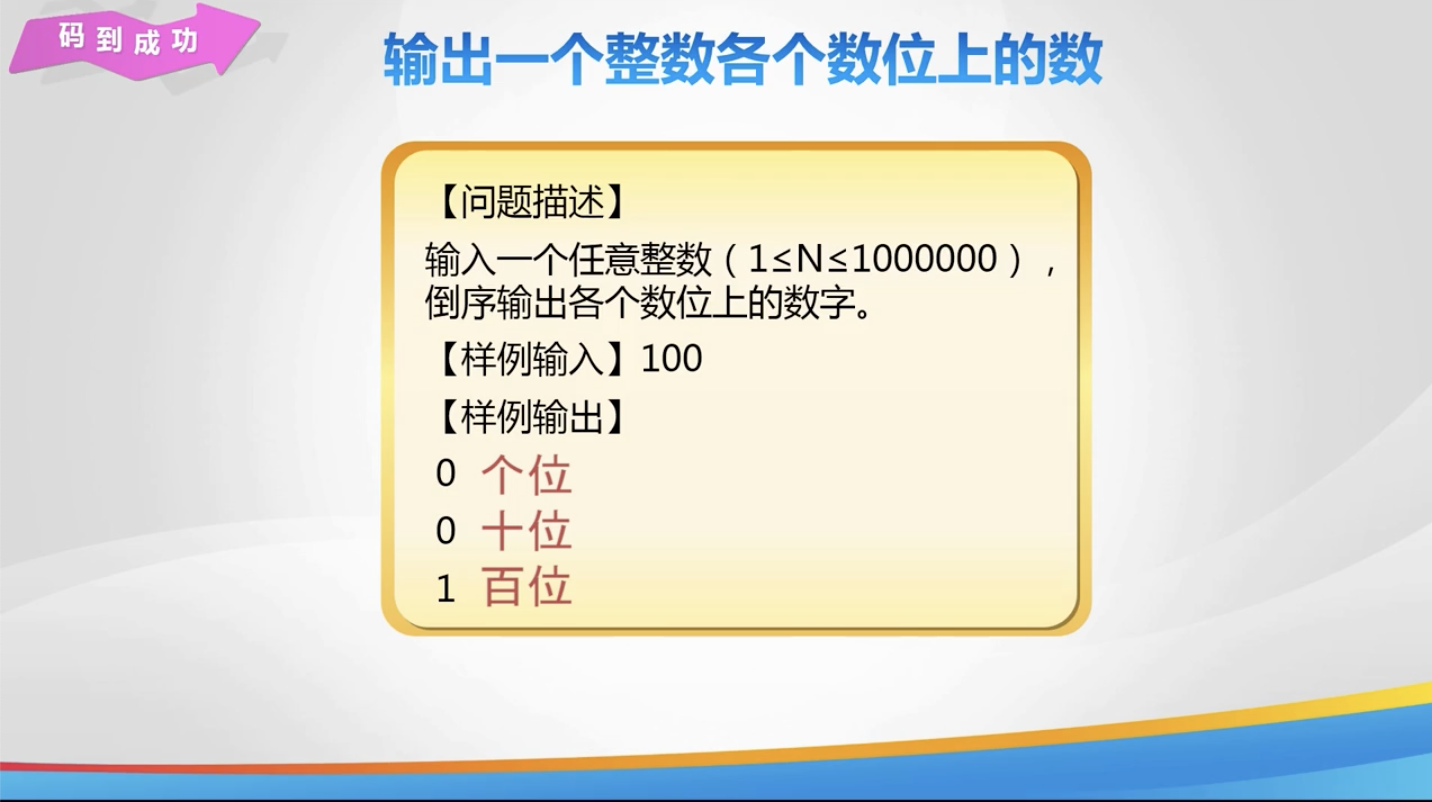 码到成功
输出一个整数各个数位上的数
【问题描述】
输入一个任意整数（1≤N≤1000000），
倒序输出各个数位上的数字。
【样例输入】100
【样例输出】
0 个位
0 十位
1 百位